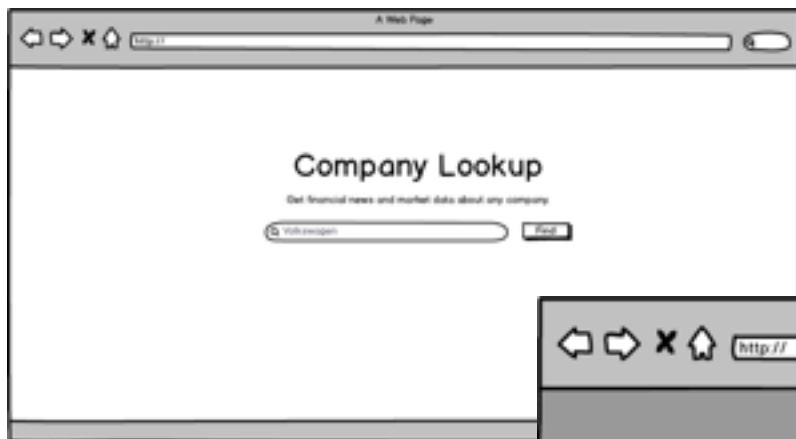 A Web Page
http://
Company Lookup
Get financial news and market data about any company
Volkswagen
Find
http://